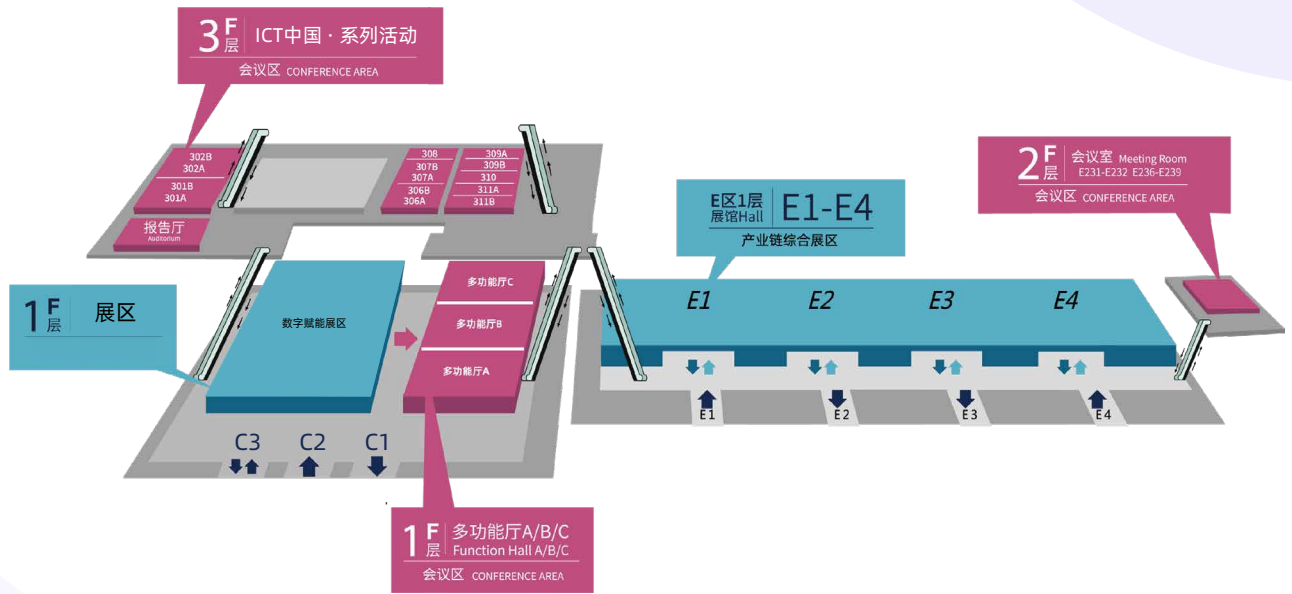 3 F 层 ICT中国·系列活动
会议区 CONFERENCE AREA
302B
302A
301B
301A
报告厅
Auditorium
308
307B
307A
306B
306A
309A
309B
310
311A
311B
2 F 层 会议室 Meeting Room
E231-E232 E236-E239
会议区 CONFERENCE AREA
E区1层
展馆Hall
E1-E4
产业链综合展区
E1
E2
E3
E4
E1
E2
E3
E4
1 F 层 展区
数字赋能展区
多功能厅C
多功能厅B
多功能厅A
C3
C2
C1
1 F 层 多功能厅A/B/C
Function Hall A/B/C
会议区 CONFERENCE AREA